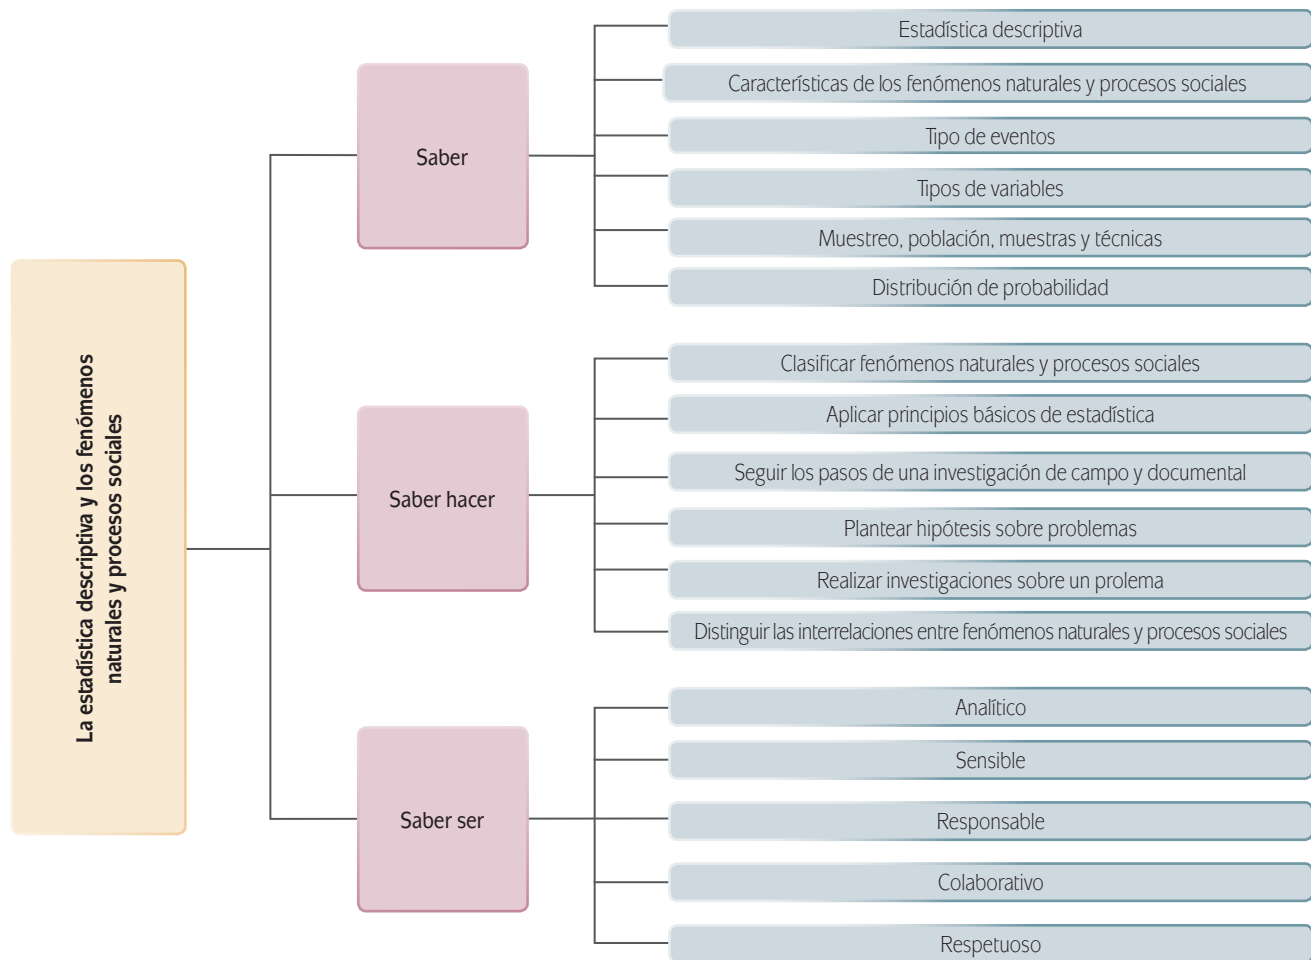 La estadística descriptiva y los fenómenos
naturales y procesos sociales
Saber
Estadística descriptiva
Características de los fenómenos naturales y procesos sociales
Tipo de eventos
Tipos de variables
Muestreo, población, muestras y técnicas
Distribución de probabilidad
Saber hacer
Clasificar fenómenos naturales y procesos sociales
Aplicar principios básicos de estadística
Seguir los pasos de una investigación de campo y documental
Plantear hipótesis sobre problemas
Realizar investigaciones sobre un prolema
Distinguir las interrelaciones entre fenómenos naturales y procesos sociales
Saber ser
Analítico
Sensible
Responsable
Colaborativo
Respetuoso